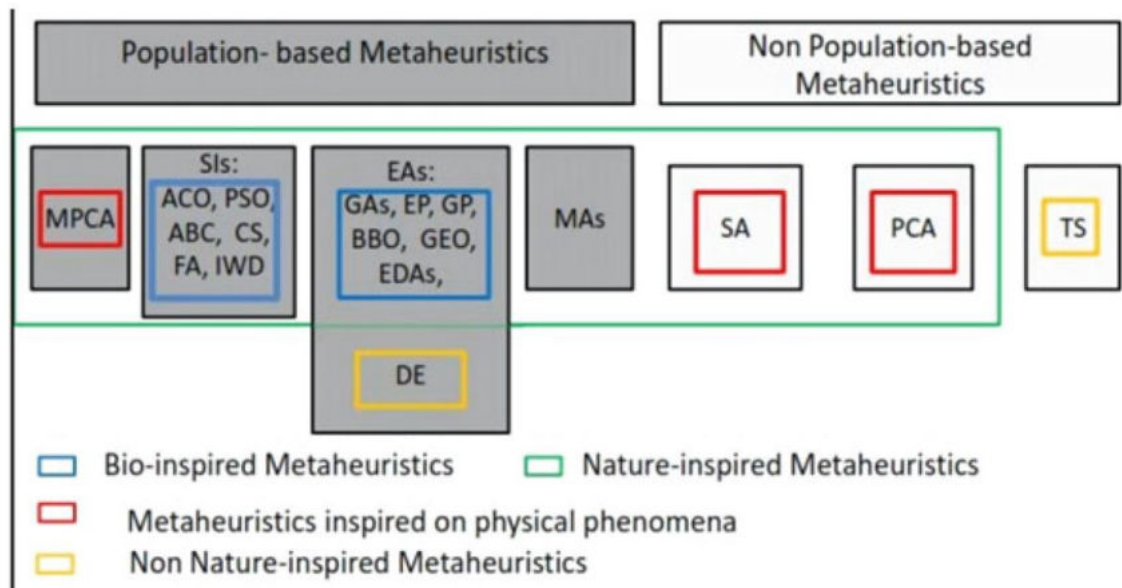 Population- based Metaheuristics
Non Population-based
Metaheuristics
MPCA
SIs:
ACO, PSO,
ABC, CS,
FA, IWD
EAs:
GAs, EP, GP,
BBO, GEO,
EDAs,
DE
MAs
SA
PCA
TS
Bio-inspired Metaheuristics
Nature-inspired Metaheuristics
Metaheuristics inspired on physical phenomena
Non Nature-inspired Metaheuristics